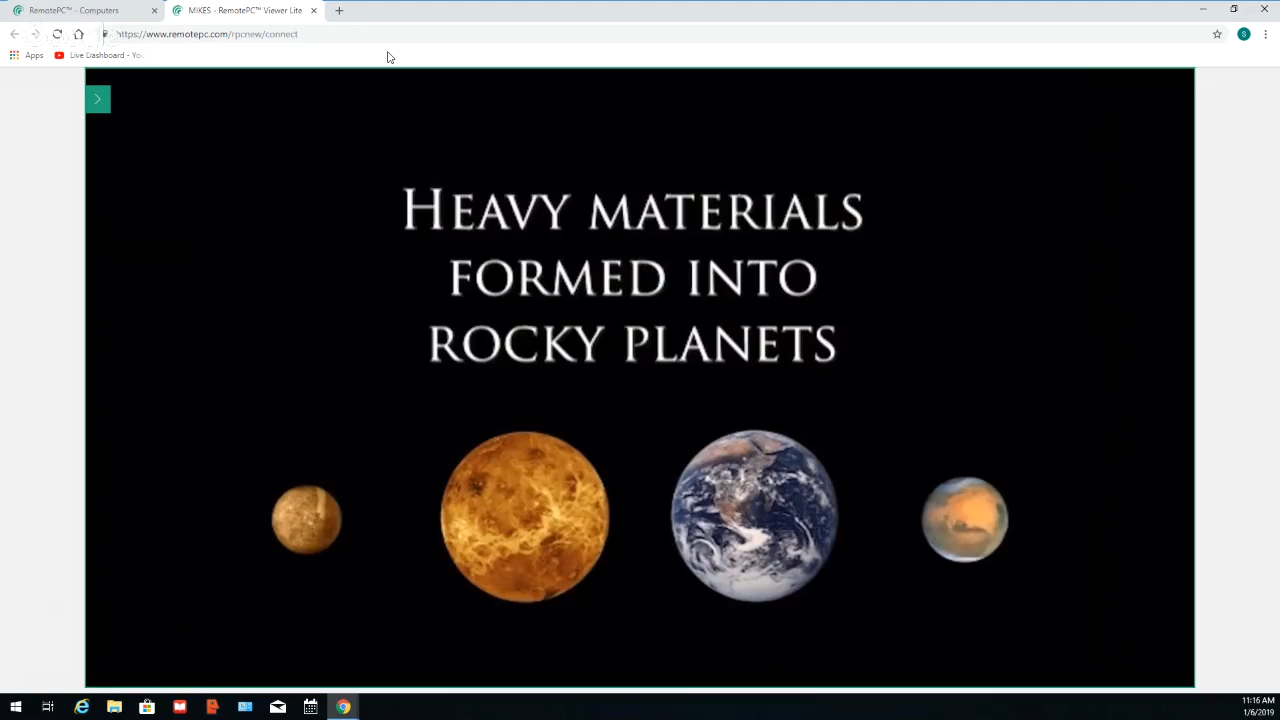 RemotePC™ - Computers
MIKES - RemotePC™ Viewer Lite
https://www.remotepc.com/rpcnew/connect
S
Apps
Live Dashboard - You
HEAVY MATERIALS
FORMED INTO
ROCKY PLANETS
11:16 AM
1/6/2019